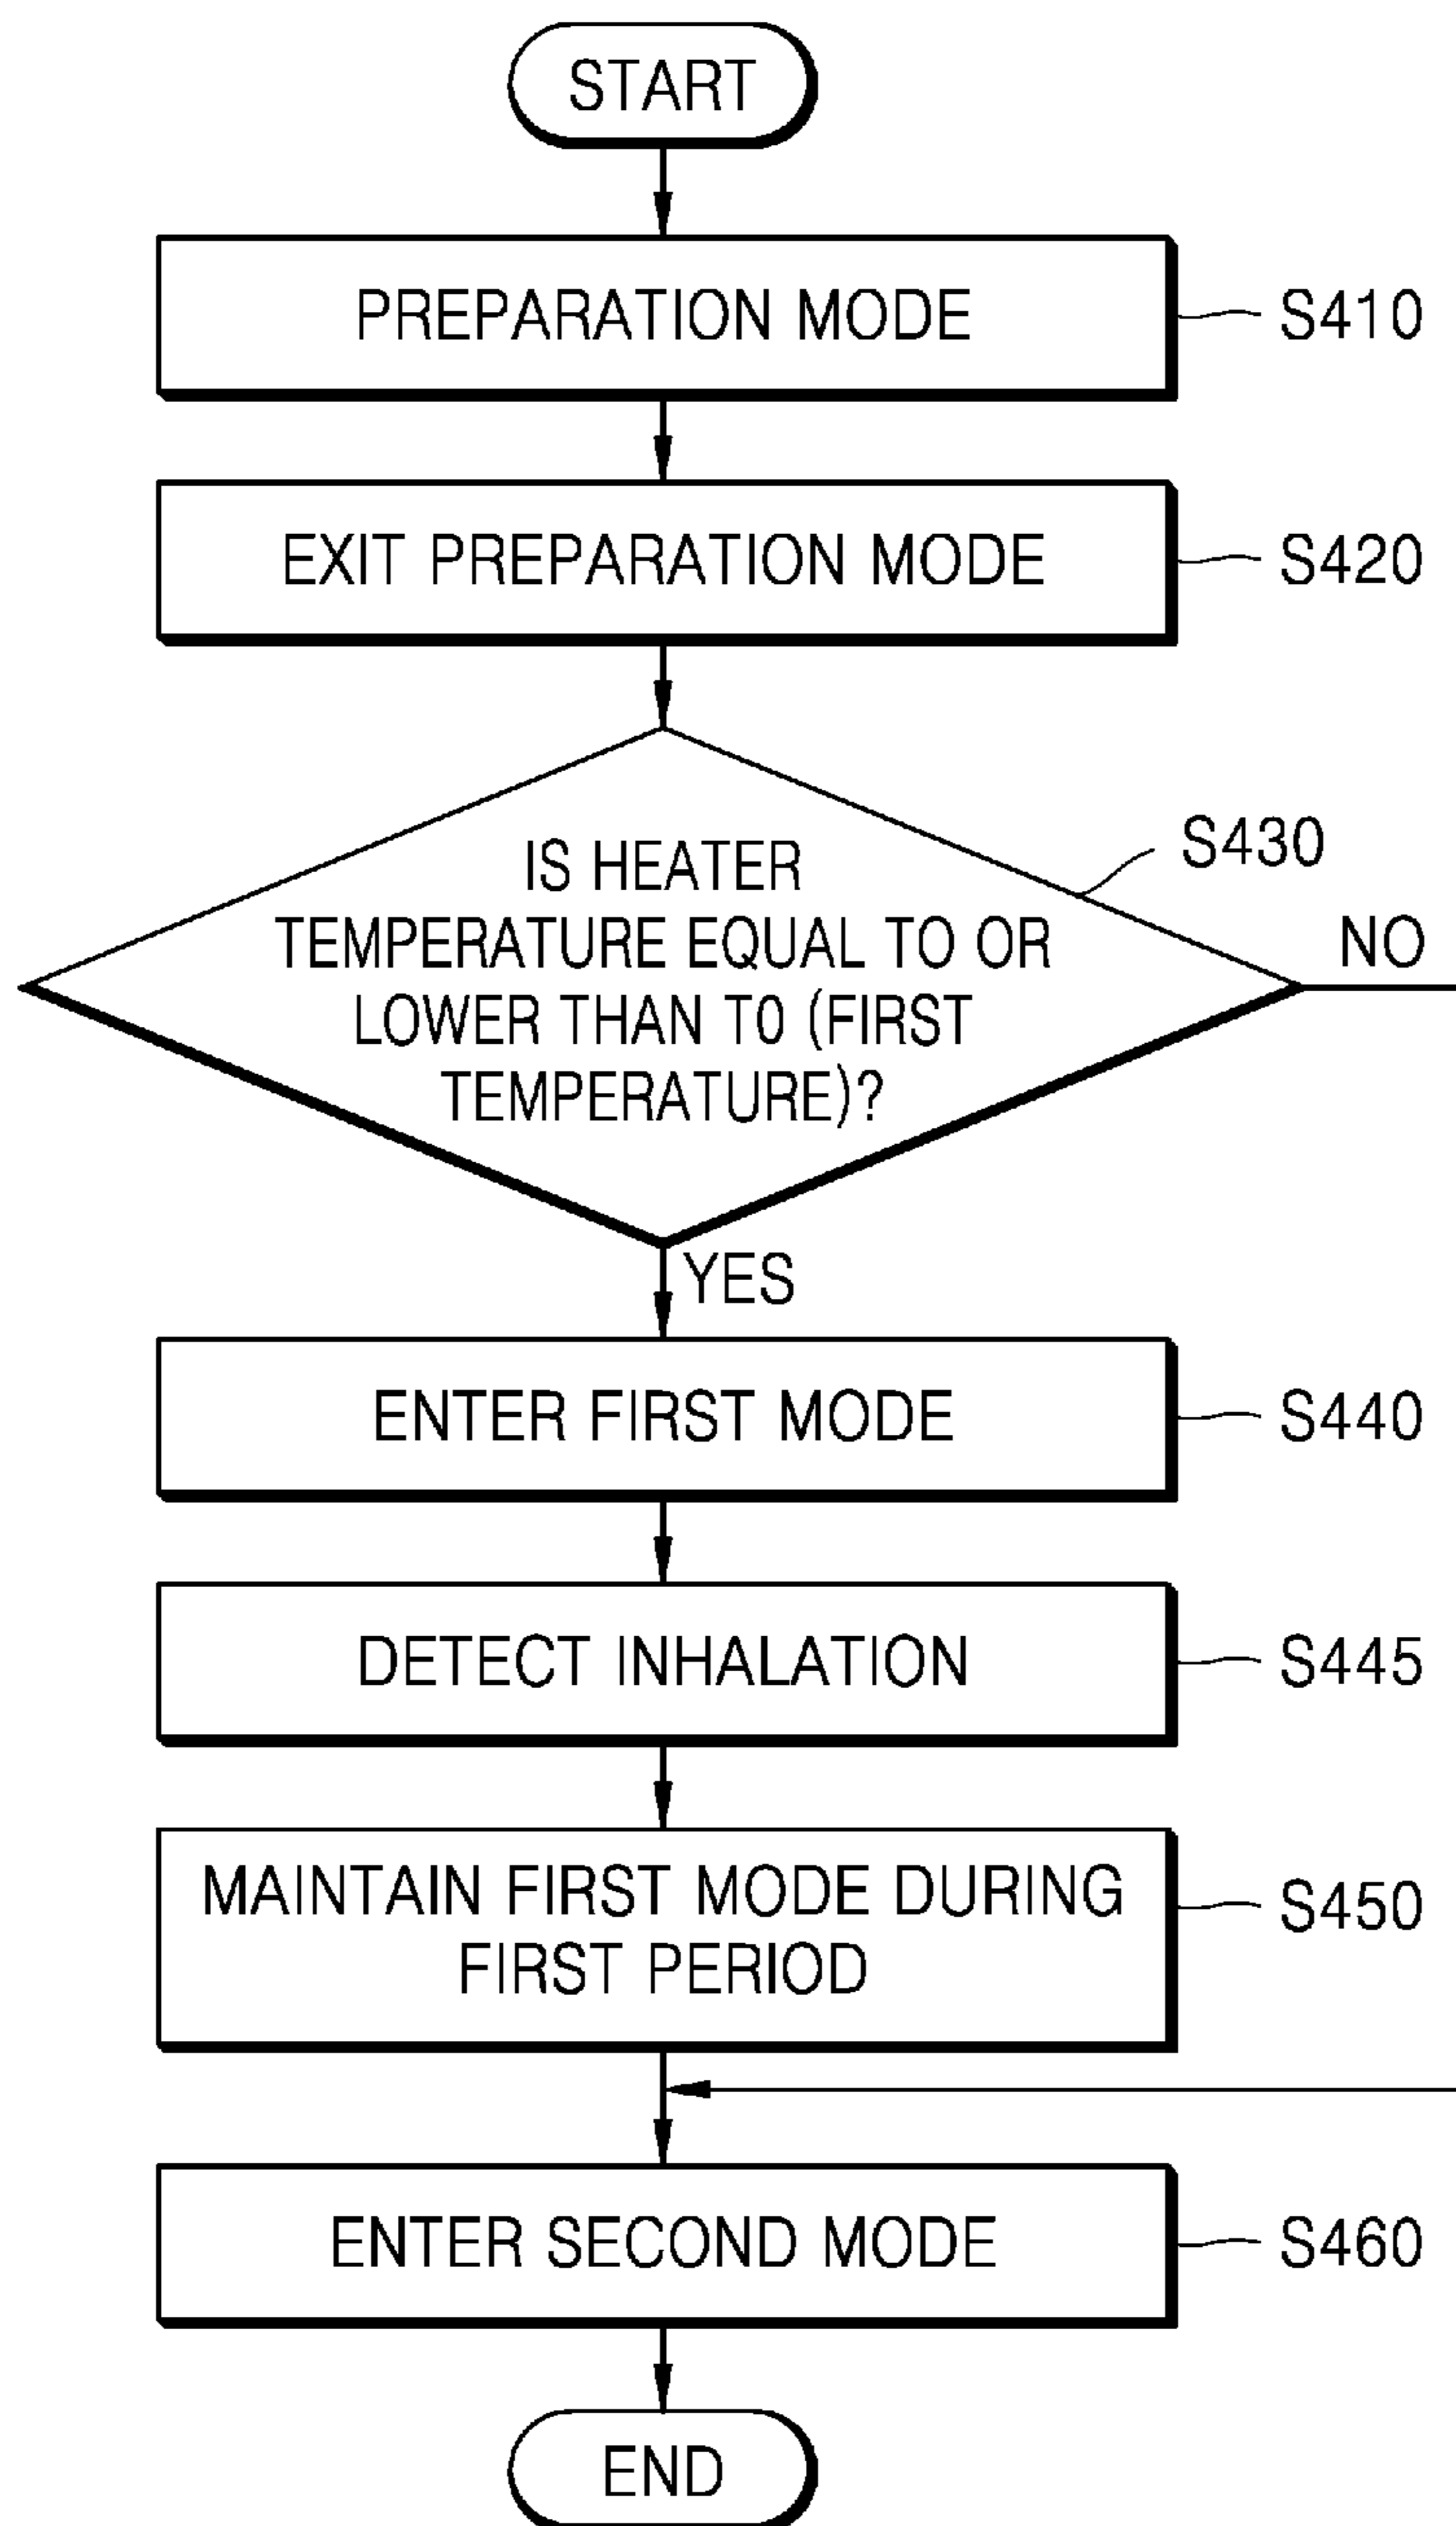 START
PREPARATION MODE
S410
EXIT PREPARATION MODE
S420
IS HEATER
TEMPERATURE EQUAL TO OR
LOWER THAN T0 (FIRST
TEMPERATURE)?
S430
NO
YES
ENTER FIRST MODE
S440
DETECT INHALATION
S445
MAINTAIN FIRST MODE DURING
FIRST PERIOD
S450
ENTER SECOND MODE
S460
END